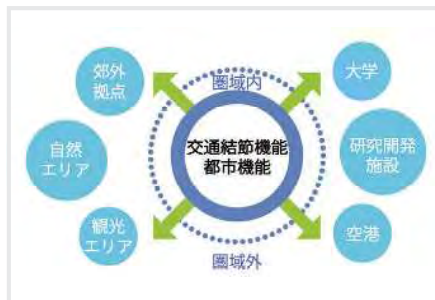 郊外
拠点
圏域内
大学
自然
エリア
交通結節機能
都市機能
研究開発
施設
観光
エリア
空港
圏域外